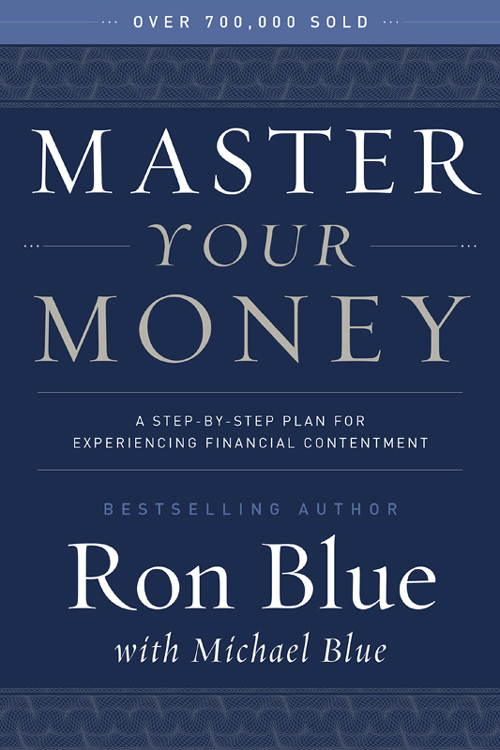 OVER 700,000 SOLD
MASTER
YOUR
MONEY
A STEP-BY-STEP PLAN FOR
EXPERIENCING FINANCIAL CONTENTMENT
BESTSELLING AUTHOR
Ron Blue
with Michael Blue